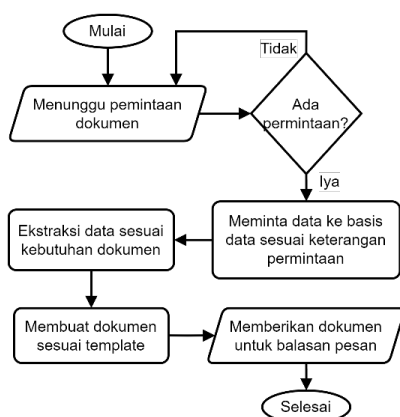 Mulai
Tidak
Menunggu pemintaan
dokumen
Ada
permintaan?
Iya
Ekstraksi data sesuai
kebutuhan dokumen
Meminta data ke basis
data sesuai keterangan
permintaan
Membuat dokumen
sesuai template
Memberikan dokumen
untuk balasan pesan
Selesai